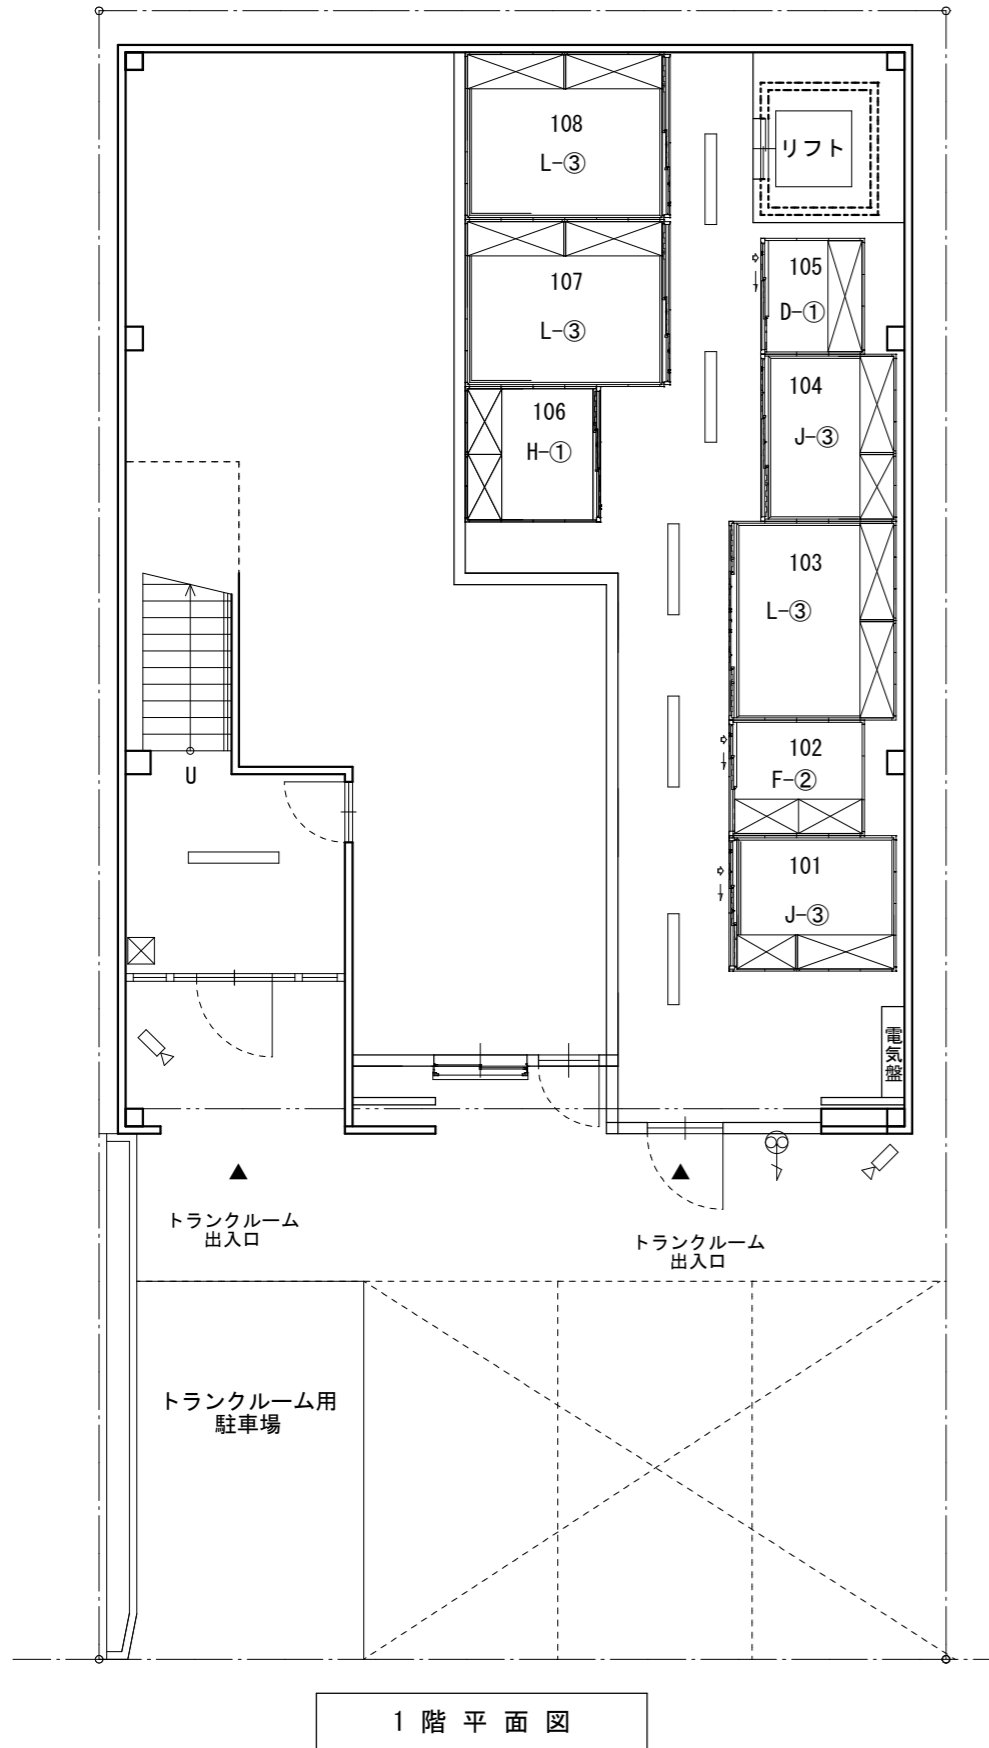 108
L-③
リフト
107
L-③
105
D-①
106
H-①
104
J-③
103
L-③
102
F-②
U
101
J-③
電気盤
トランクルーム
出入口
トランクルーム
出入口
トランクルーム用
駐車場
1階平面図